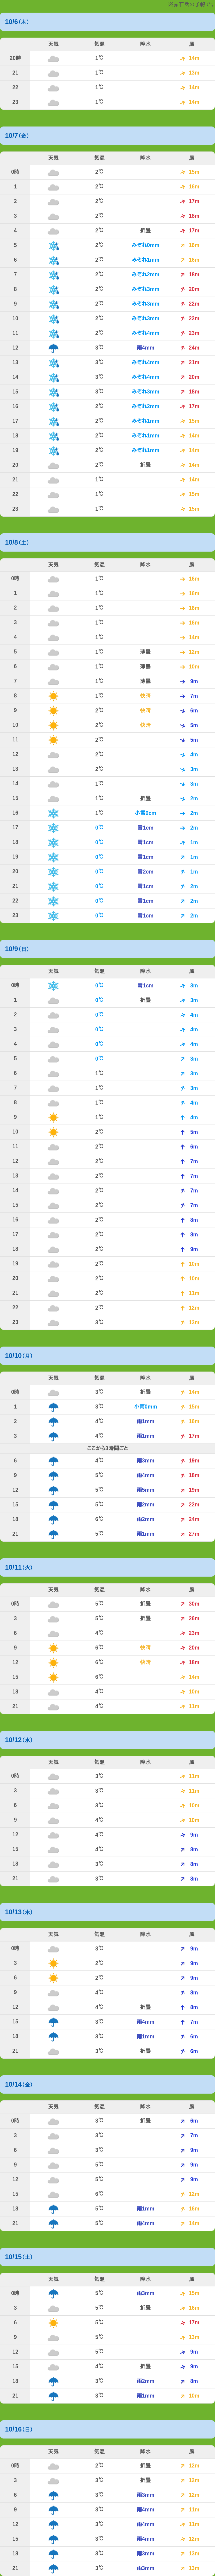 10/6(木)
天気 気温 降水 風
20時 1℃ 14m
21 1℃ 13m
22 1℃ 14m
23 1℃ 14m
10/7(金)
天気 気温 降水 風
0時 2℃ 15m
1 2℃ 16m
2 2℃ 17m
3 2℃ 18m
4 2℃ 折曇 17m
5 2℃ みぞれ0mm 16m
6 2℃ みぞれ1mm 16m
7 2℃ みぞれ2mm 18m
8 2℃ みぞれ3mm 20m
9 2℃ みぞれ3mm 22m
10 2℃ みぞれ3mm 22m
11 2℃ みぞれ4mm 23m
12 3℃ 雨4mm 24m
13 3℃ みぞれ4mm 21m
14 3℃ みぞれ4mm 20m
15 3℃ みぞれ3mm 18m
16 2℃ みぞれ2mm 17m
17 2℃ みぞれ1mm 15m
18 2℃ みぞれ1mm 14m
19 2℃ みぞれ1mm 14m
20 2℃ 折曇 14m
21 1℃ 14m
22 1℃ 15m
23 1℃ 15m
10/8(土)
天気 気温 降水 風
0時 1℃ 16m
1 1℃ 16m
2 1℃ 16m
3 1℃ 16m
4 1℃ 14m
5 1℃ 薄曇 12m
6 1℃ 薄曇 10m
7 1℃ 薄曇 9m
8 1℃ 快晴 7m
9 2℃ 快晴 6m
10 2℃ 快晴 5m
11 2℃ 5m
12 2℃ 4m
13 2℃ 3m
14 1℃ 3m
15 1℃ 折曇 2m
16 1℃ 小雪0cm 2m
17 0℃ 雪1cm 2m
18 0℃ 雪1cm 1m
19 0℃ 雪1cm 1m
20 0℃ 雪2cm 1m
21 0℃ 雪1cm 2m
22 0℃ 雪1cm 2m
23 0℃ 雪1cm 2m
10/9(日)
天気 気温 降水 風
0時 0℃ 雪1cm 3m
1 0℃ 折曇 3m
2 0℃ 4m
3 0℃ 4m
4 0℃ 4m
5 0℃ 3m
6 1℃ 3m
7 1℃ 3m
8 1℃ 4m
9 1℃ 4m
10 2℃ 5m
11 2℃ 6m
12 2℃ 7m
13 2℃ 7m
14 2℃ 7m
15 2℃ 7m
16 2℃ 8m
17 2℃ 8m
18 2℃ 9m
19 2℃ 10m
20 2℃ 10m
21 2℃ 11m
22 2℃ 12m
23 3℃ 13m
10/10(月)
天気 気温 降水 風
0時 3℃ 折曇 14m
1 3℃ 小雨0mm 15m
2 4℃ 雨1mm 16m
3 4℃ 雨1mm 17m
ここから3時間ごと
6 4℃ 雨3mm 19m
9 5℃ 雨4mm 18m
12 5℃ 雨5mm 19m
15 5℃ 雨2mm 22m
18 6℃ 雨2mm 24m
21 5℃ 雨1mm 27m
10/11(火)
天気 気温 降水 風
0時 5℃ 折曇 30m
3 5℃ 折曇 26m
6 4℃ 23m
9 6℃ 快晴 20m
12 6℃ 快晴 18m
15 6℃ 14m
18 4℃ 10m
21 4℃ 11m
10/12(水)
天気 気温 降水 風
0時 3℃ 11m
3 3℃ 11m
6 3℃ 10m
9 4℃ 10m
12 4℃ 9m
15 4℃ 8m
18 3℃ 8m
21 3℃ 8m
10/13(木)
天気 気温 降水 風
0時 3℃ 9m
3 2℃ 9m
6 2℃ 9m
9 4℃ 8m
12 4℃ 折曇 8m
15 3℃ 雨4mm 7m
18 3℃ 雨1mm 6m
21 3℃ 折曇 6m
10/14(金)
天気 気温 降水 風
0時 3℃ 折曇 6m
3 3℃ 7m
6 3℃ 9m
9 5℃ 9m
12 5℃ 9m
15 6℃ 12m
18 5℃ 雨1mm 16m
21 5℃ 雨4mm 14m
10/15(土)
天気 気温 降水 風
0時 5℃ 雨3mm 15m
3 5℃ 折曇 16m
6 5℃ 17m
9 5℃ 13m
12 5℃ 9m
15 4℃ 折曇 9m
18 3℃ 雨2mm 8m
21 3℃ 雨1mm 10m
10/16(日)
天気 気温 降水 風
0時 2℃ 折曇 12m
3 3℃ 折曇 12m
6 3℃ 雨3mm 12m
9 3℃ 雨4mm 11m
12 3℃ 雨4mm 11m
15 3℃ 雨4mm 12m
18 3℃ 雨3mm 13m
21 3℃ 雨3mm 13m